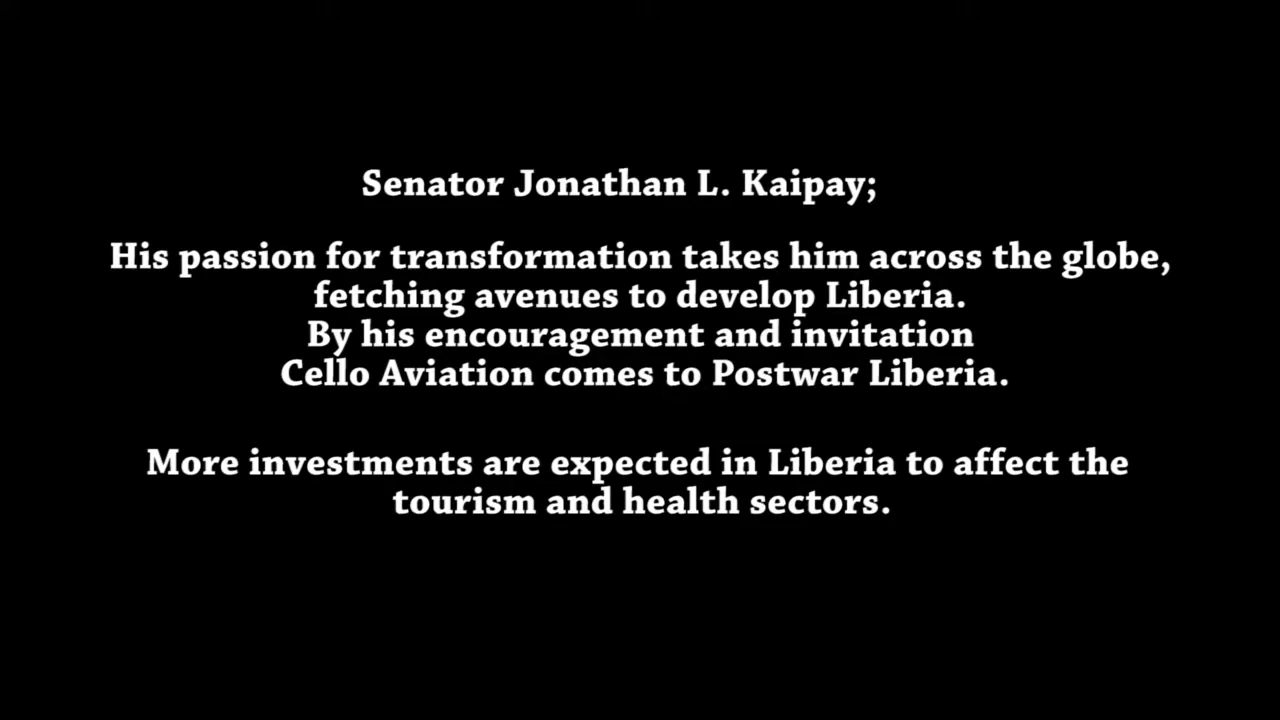 Senator Jonathan L. Kaipay;
His passion for transformation takes him across the globe,
fetching avenues to develop Liberia.
By his encouragement and invitation
Cello Aviation comes to Postwar Liberia.
More investments are expected in Liberia to affect the
tourism and health sectors.